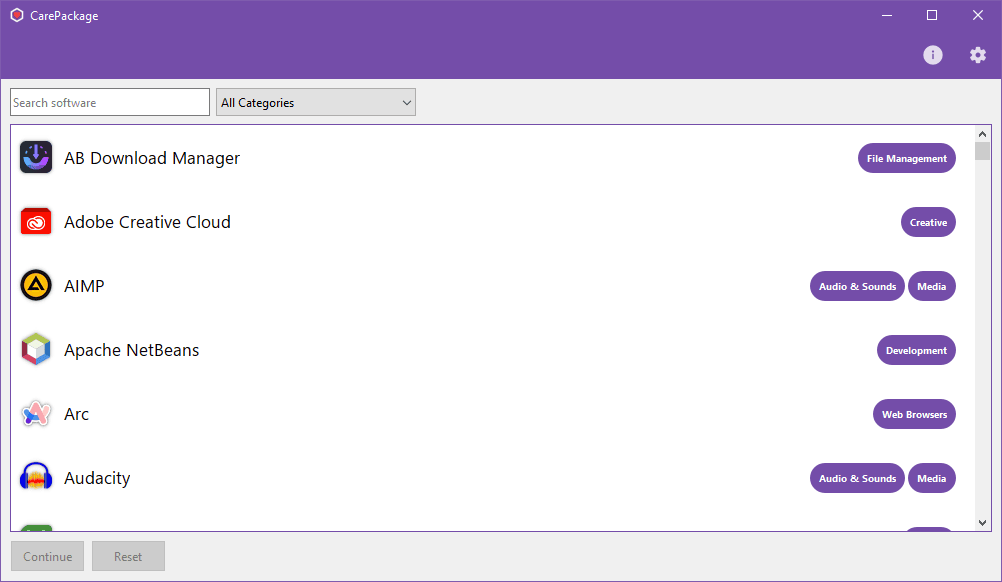 CarePackage
Search software
All Categories
AB Download Manager
File Management
Adobe Creative Cloud
Creative
AIMP
Audio & Sounds
Media
Apache NetBeans
Development
Arc
Web Browsers
Audacity
Audio & Sounds
Media
Continue
Reset